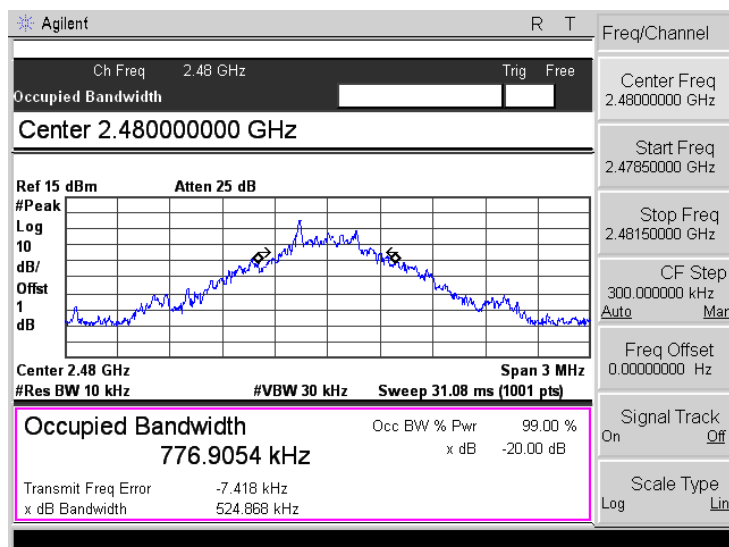 Agilent R T
Ch Freq 2.48 GHz Trig Free
Occupied Bandwidth
Center 2.480000000 GHz
Ref 15 dBm Atten 25 dB
#Peak
Log
10
dB/
Offst
1
dB
Center 2.48 GHz Span 3 MHz
#Res BW 10 kHz #VBW 30 kHz Sweep 31.08 ms (1001 pts)
Occupied Bandwidth Occ BW % Pwr 99.00 %
776.9054 kHz x dB -20.00 dB
Transmit Freq Error -7.418 kHz
x dB Bandwidth 524.868 kHz
Freq/Channel
Center Freq
2.48000000 GHz
Start Freq
2.47850000 GHz
Stop Freq
2.48150000 GHz
CF Step
300.000000 kHz
Auto Man
Freq Offset
0.00000000 Hz
Signal Track
On Off
Scale Type
Log Lin